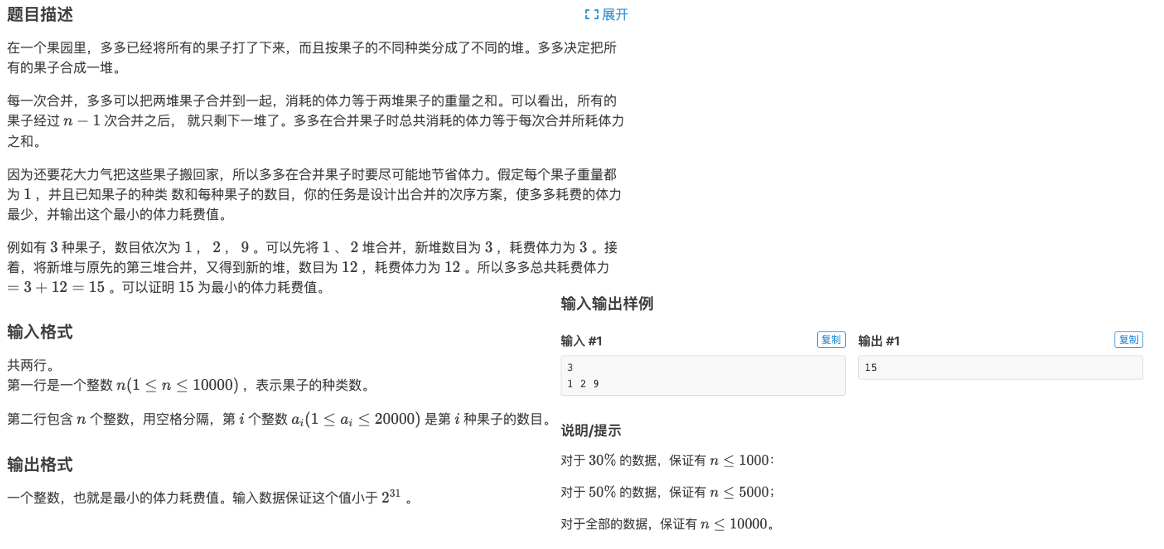 题目描述
展开
在一个果园里，多多已经将所有的果子打了下来，而且按果子的不同种类分成了不同的堆。多多决定把所
有的果子合成一堆。
每一次合并，多多可以把两堆果子合并到一起，消耗的体力等于两堆果子的重量之和。可以看出，所有的
果子经过 n − 1 次合并之后， 就只剩下一堆了。多多在合并果子时总共消耗的体力等于每次合并所耗体力
之和。
因为还要花大力气把这些果子搬回家，所以多多在合并果子时要尽可能地节省体力。假定每个果子重量都
为 1 ，并且已知果子的种类 数和每种果子的数目，你的任务是设计出合并的次序方案，使多多耗费的体力
最少，并输出这个最小的体力耗费值。
例如有 3 种果子，数目依次为 1 ， 2 ， 9 。可以先将 1 、 2 堆合并，新堆数目为 3 ，耗费体力为 3 。接
着，将新堆与原先的第三堆合并，又得到新的堆，数目为 12 ，耗费体力为 12 。所以多多总共耗费体力
= 3 + 12 = 15 。可以证明 15 为最小的体力耗费值。
输入格式
共两行。
第一行是一个整数 n(1 ≤ n ≤ 10000) ，表示果子的种类数。
第二行包含 n 个整数，用空格分隔，第 i 个整数 aᵢ(1 ≤ aᵢ ≤ 20000) 是第 i 种果子的数目。
输出格式
一个整数，也就是最小的体力耗费值。输入数据保证这个值小于 2³¹ 。
输入输出样例
输入 #1
复制
3
1 2 9
输出 #1
复制
15
说明/提示
对于 30% 的数据，保证有 n ≤ 1000：
对于 50% 的数据，保证有 n ≤ 5000；
对于全部的数据，保证有 n ≤ 10000。